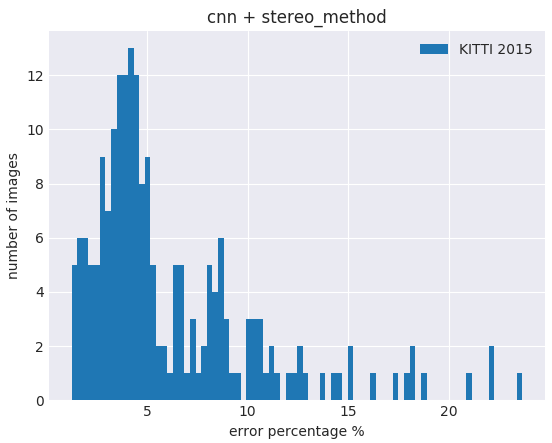 cnn + stereo_method
KITTI 2015
number of images
12
10
8
6
4
2
0
5
10
15
20
error percentage %